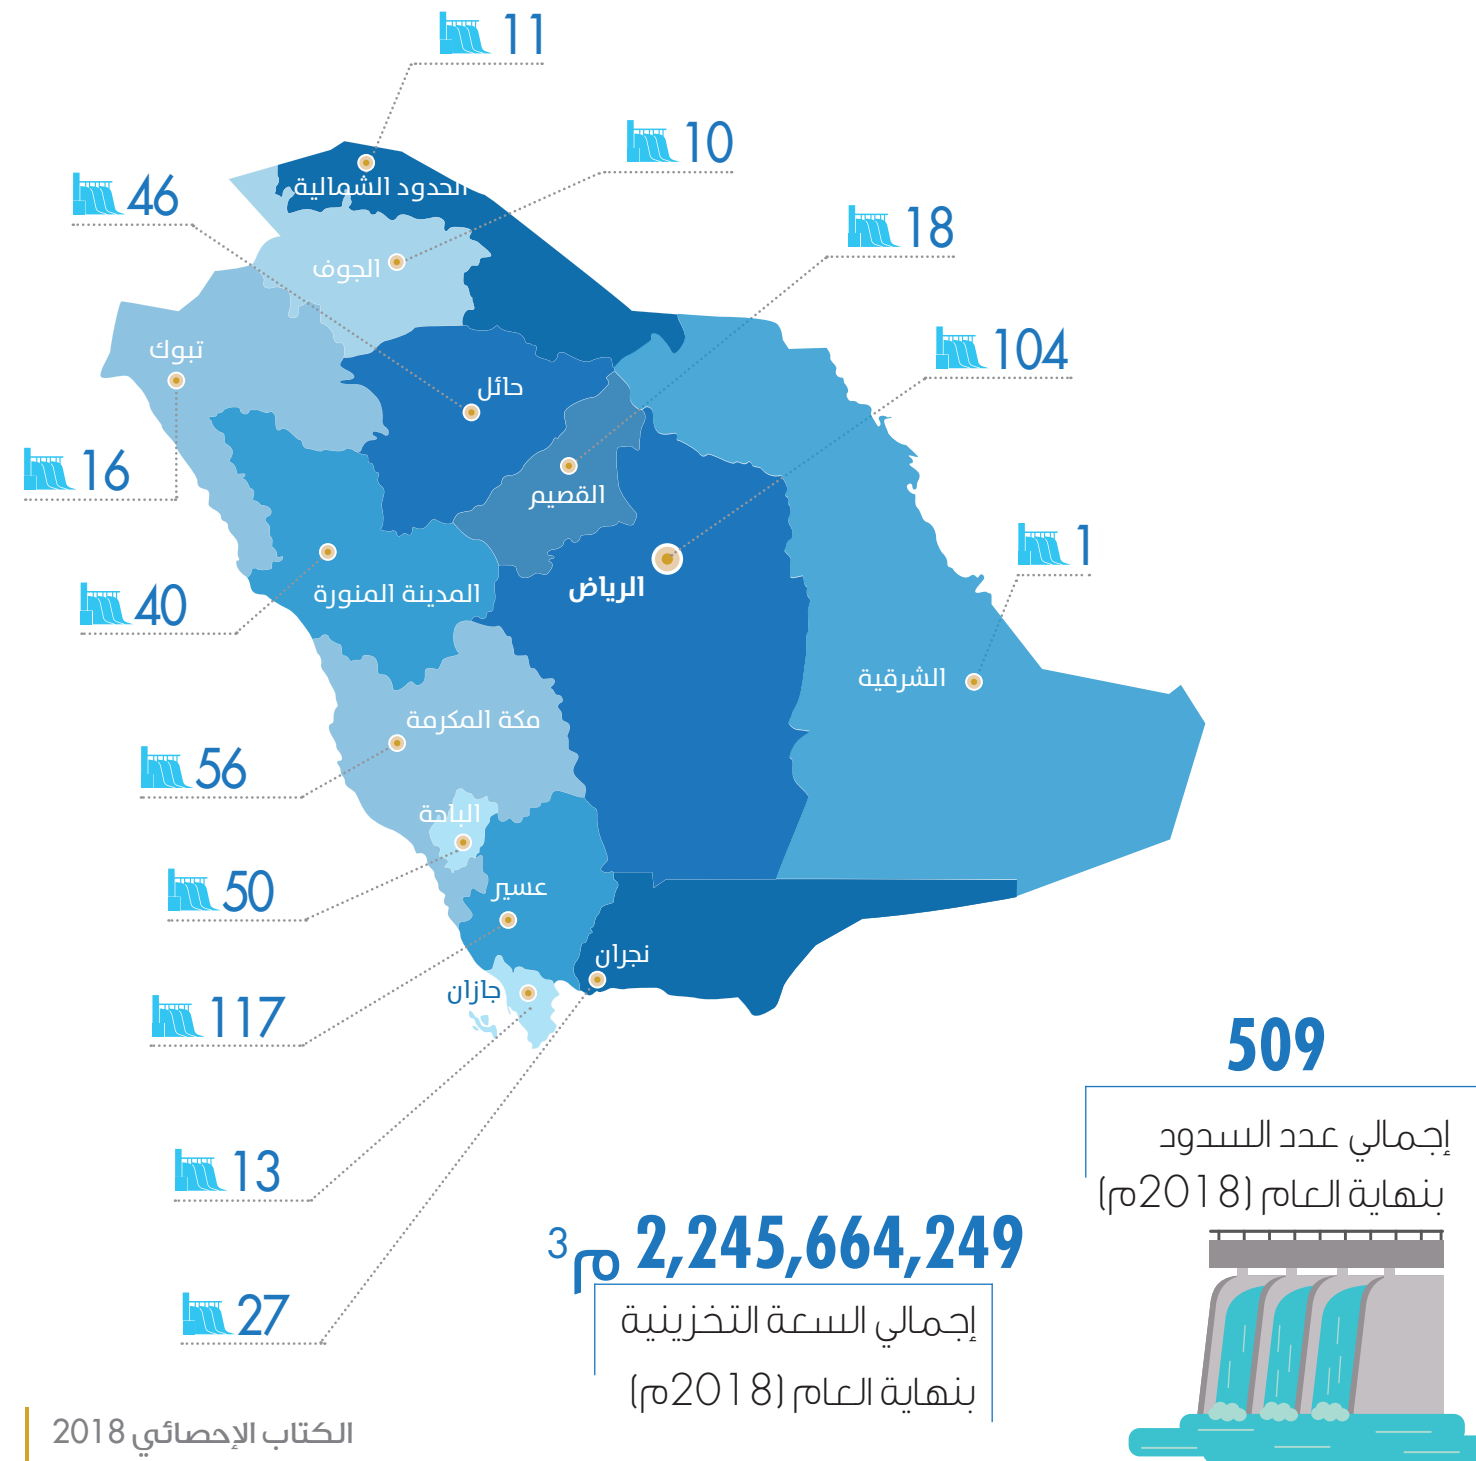 11
الحدود الشمالية
10
الجوف
46
حائل
18
القصيم
104
الرياض
تبوك
16
1
الشرقية
40
المدينة المنورة
56
مكة المكرمة
50
الباحة
117
عسير
نجران
جازان
13
27
509
إجمالي عدد السدود
بنهاية العام (2018م)
2,245,664,249 م3
إجمالي السعة التخزينية
بنهاية العام (2018م)
الكتاب الإحصائي 2018